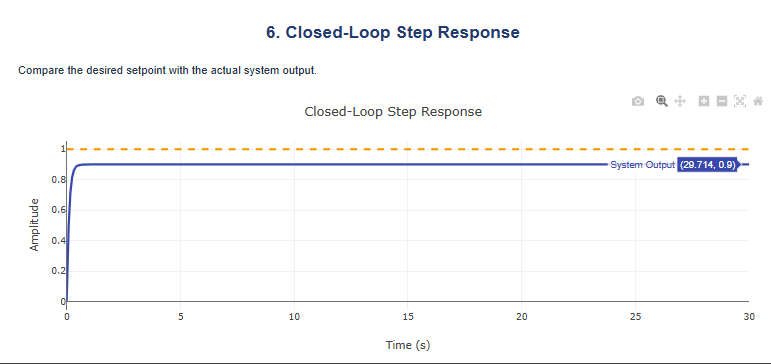 6. Closed-Loop Step Response
Compare the desired setpoint with the actual system output.
Closed-Loop Step Response
1
System Output (29.714, 0.9)
0.8
0.6
0.4
0.2
0
Amplitude
0 5 10 15 20 25 30
Time (s)